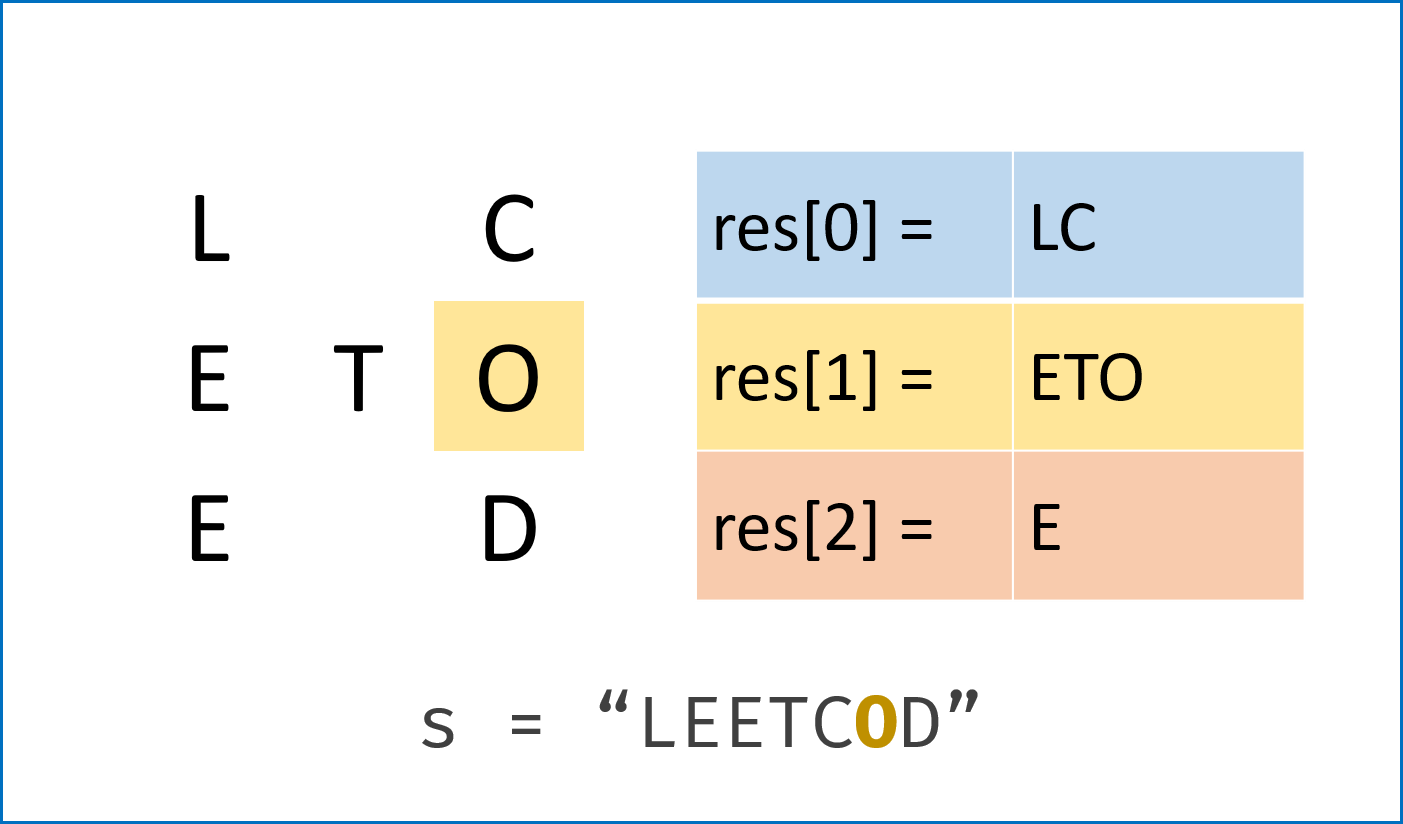 L C res[0] = LC
E T O res[1] = ETO
E D res[2] = E
s = “LEETCOD”